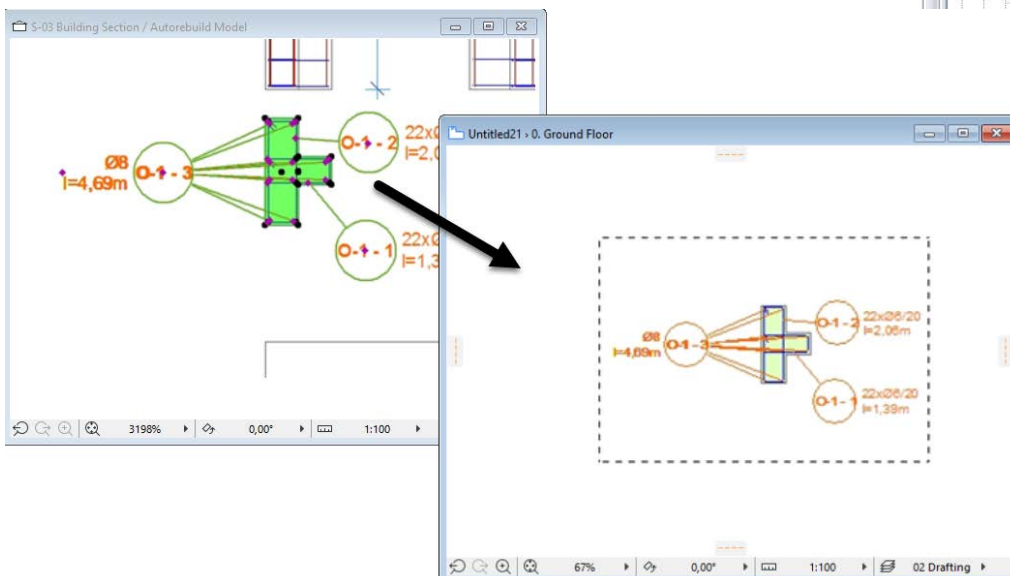 S-03 Building Section / Autorebuild Model
O-1 - 2
22xØ
l=2,0
Ø8
l=4,69m
O-1 - 3
O-1 - 1
22xØ
l=1,3
3198%
0,00°
1:100
Untitled21 › 0. Ground Floor
O-1 - 2
22xØ6/20
l=2,06m
Ø8
l=4,69m
O-1 - 3
O-1 - 1
22xØ6/20
l=1,39m
67%
0,00°
1:100
02 Drafting